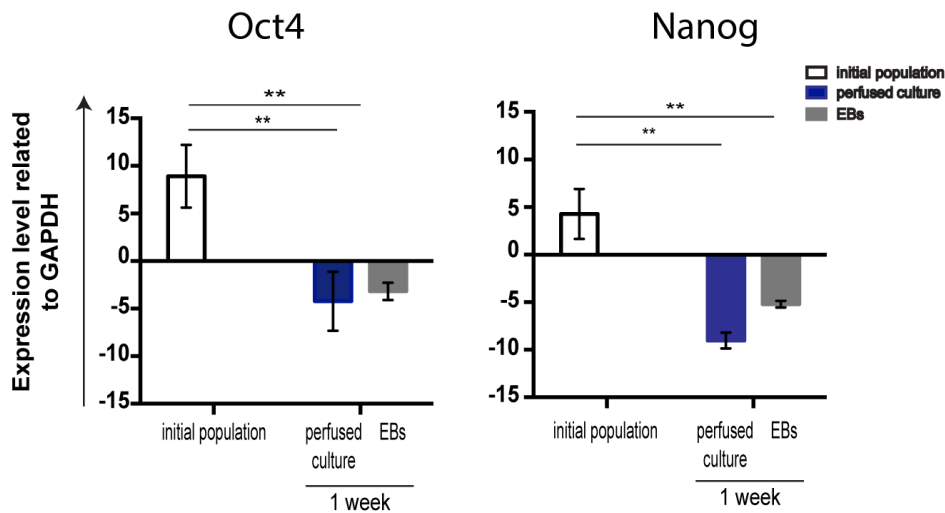 Oct4
Nanog
initial population
perfused culture
EBs
Expression level related
to GAPDH
**
**
15
10
5
0
-5
-10
-15
initial population
perfused
culture
EBs
1 week
**
**
15
10
5
0
-5
-10
-15
initial population
perfused
culture
EBs
1 week